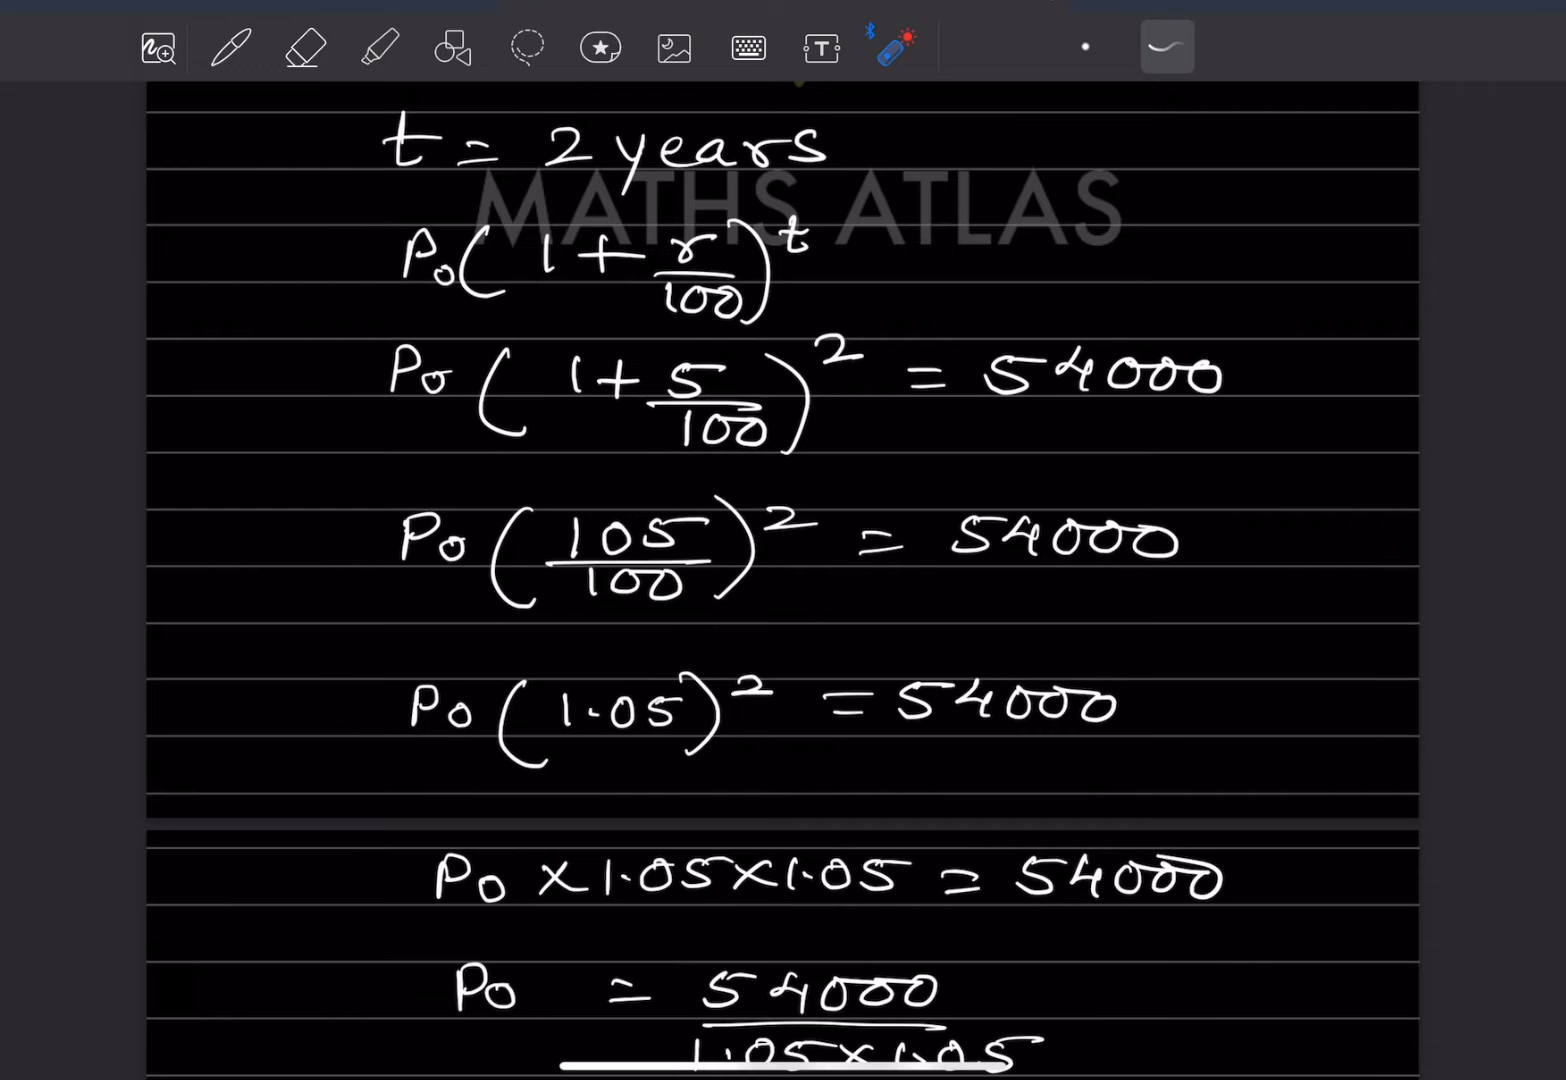 t = 2 years
MATHS ATLAS
P₀(1 + r/100)^t
P₀(1 + 5/100)² = 54000
P₀(105/100)² = 54000
P₀(1.05)² = 54000
P₀ × 1.05 × 1.05 = 54000
P₀ = 54000/1.05 × 1.05